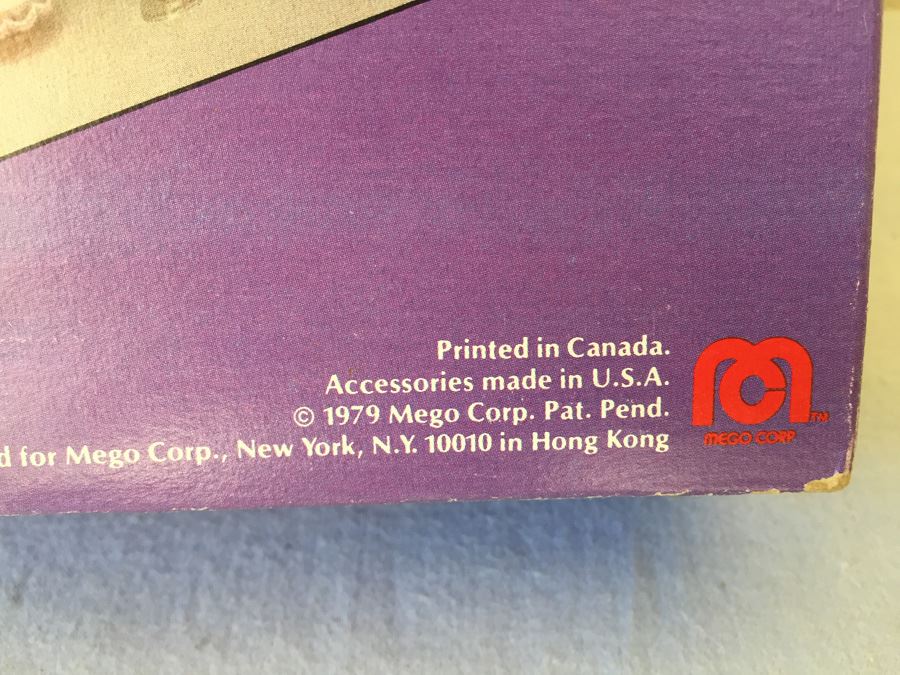 Printed in Canada.
Accessories made in U.S.A.
© 1979 Mego Corp. Pat. Pend.
for Mego Corp., New York, N.Y. 10010 in Hong Kong
TM
MEGO CORP